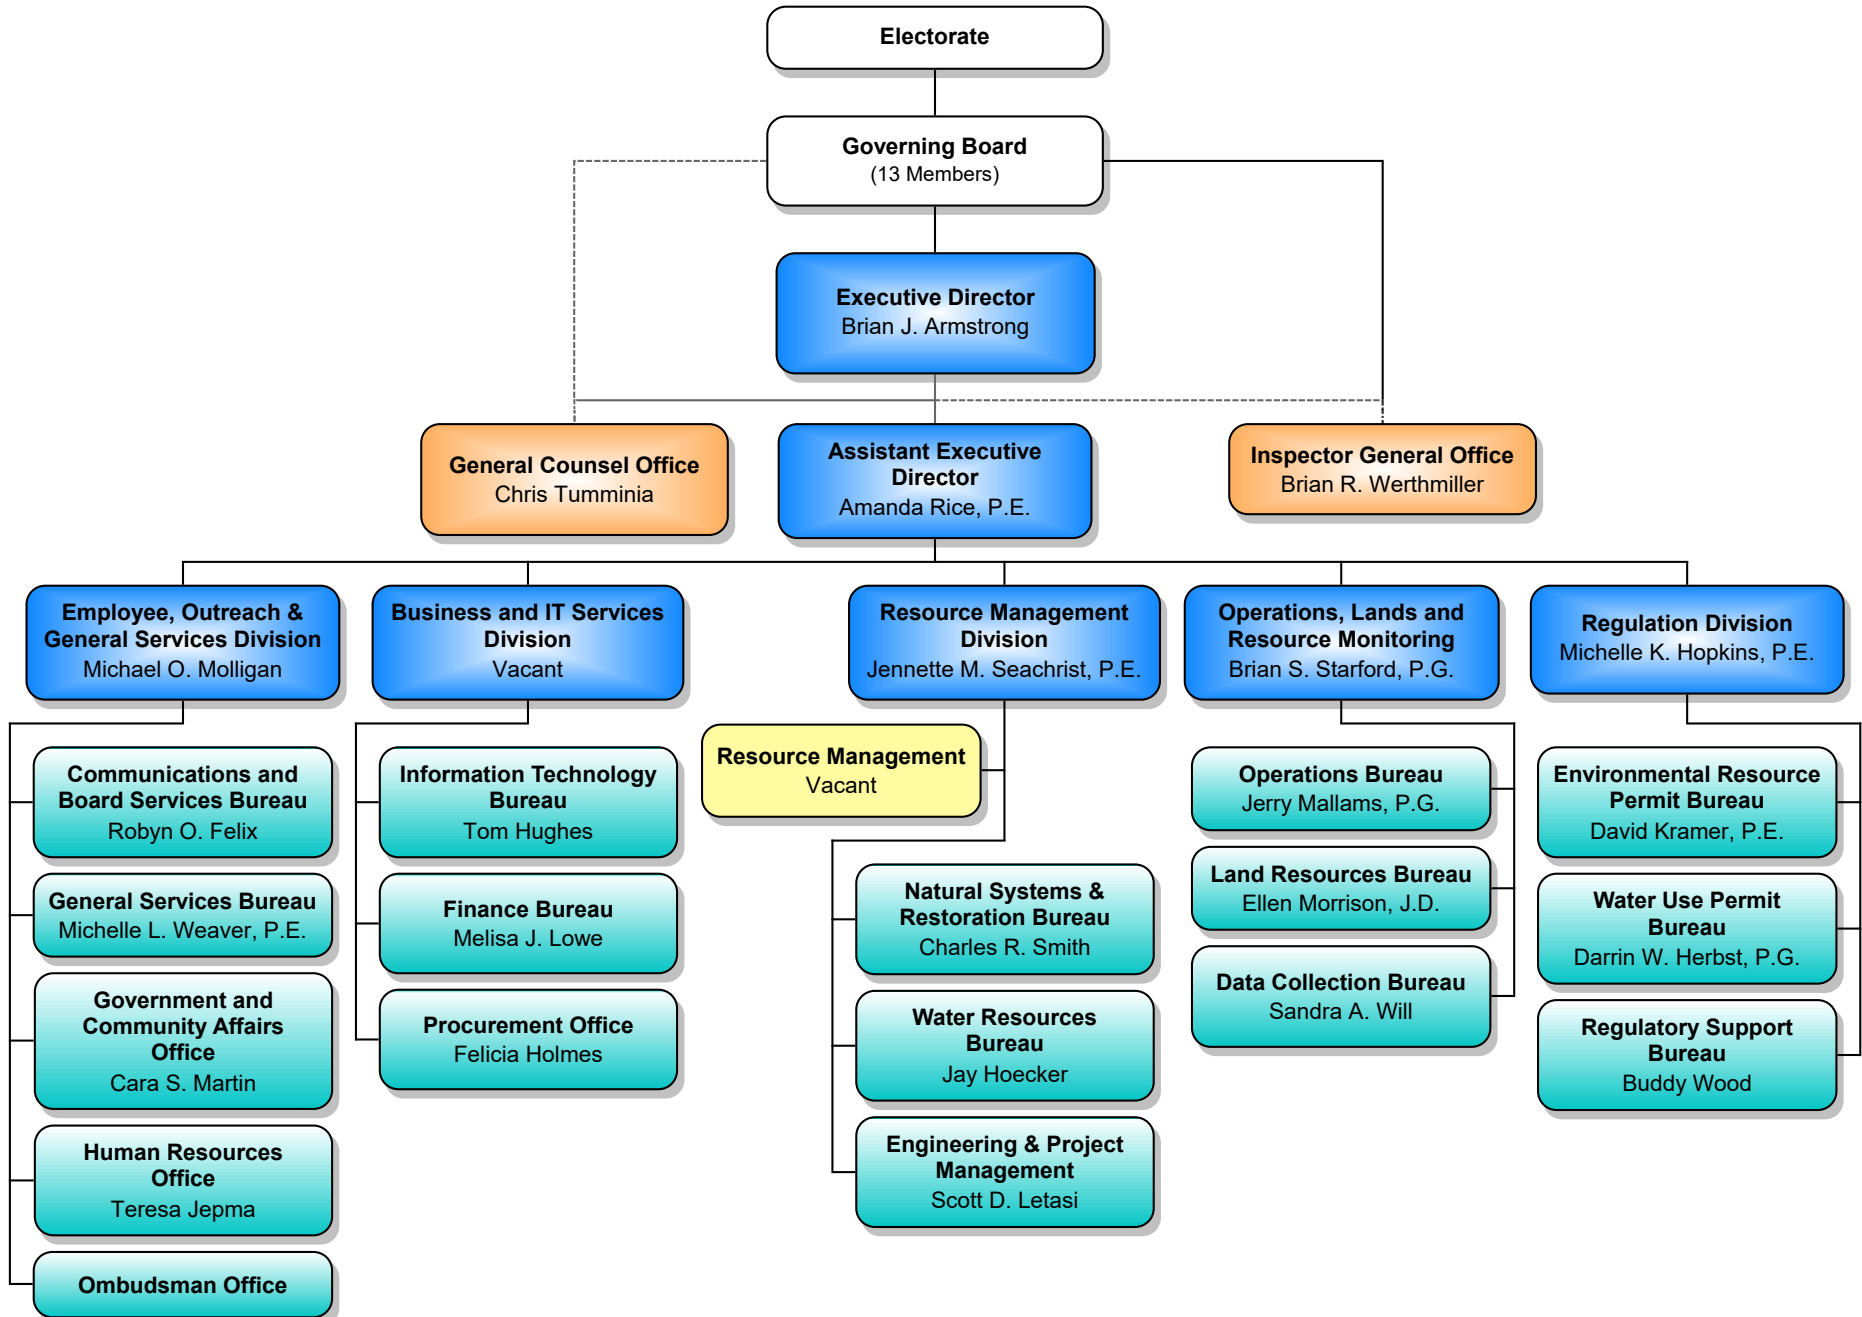 Electorate
Governing Board
(13 Members)
Executive Director
Brian J. Armstrong
General Counsel Office
Chris Tumminia
Assistant Executive
Director
Amanda Rice, P.E.
Inspector General Office
Brian R. Werthmiller
Employee, Outreach &
General Services Division
Michael O. Molligan
Business and IT Services
Division
Vacant
Resource Management
Division
Jennette M. Seachrist, P.E.
Operations, Lands and
Resource Monitoring
Brian S. Starford, P.G.
Regulation Division
Michelle K. Hopkins, P.E.
Communications and
Board Services Bureau
Robyn O. Felix
General Services Bureau
Michelle L. Weaver, P.E.
Government and
Community Affairs
Office
Cara S. Martin
Human Resources
Office
Teresa Jepma
Ombudsman Office
Information Technology
Bureau
Tom Hughes
Finance Bureau
Melisa J. Lowe
Procurement Office
Felicia Holmes
Resource Management
Vacant
Natural Systems &
Restoration Bureau
Charles R. Smith
Water Resources
Bureau
Jay Hoecker
Engineering & Project
Management
Scott D. Letasi
Operations Bureau
Jerry Mallams, P.G.
Land Resources Bureau
Ellen Morrison, J.D.
Data Collection Bureau
Sandra A. Will
Environmental Resource
Permit Bureau
David Kramer, P.E.
Water Use Permit
Bureau
Darrin W. Herbst, P.G.
Regulatory Support
Bureau
Buddy Wood